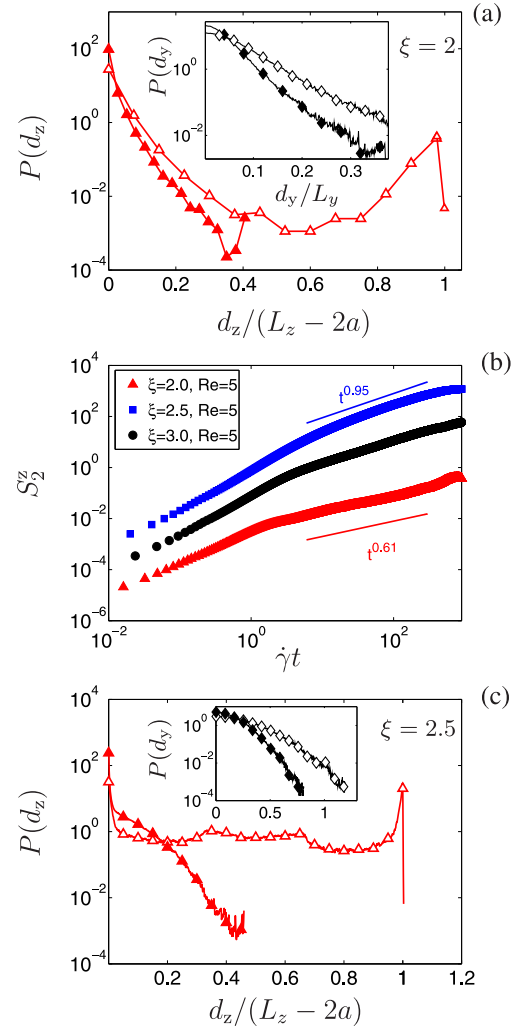 (a)
ξ = 2
P(d_y)
10^0
10^-2
0.1 0.2 0.3
d_y/L_y
P(d_z)
10^2
10^0
10^-2
10^-4
0 0.2 0.4 0.6 0.8 1
d_z/(L_z − 2a)
(b)
ξ=2.0, Re=5
ξ=2.5, Re=5
ξ=3.0, Re=5
t^0.95
t^0.61
S_2^z
10^4
10^2
10^0
10^-2
10^-4
10^-6
10^-2 10^0 10^2
γ̇t
(c)
ξ = 2.5
P(d_y)
10^0
10^-2
10^-4
0 0.5 1
P(d_z)
10^4
10^2
10^0
10^-2
10^-4
0.2 0.4 0.6 0.8 1 1.2
d_z/(L_z − 2a)